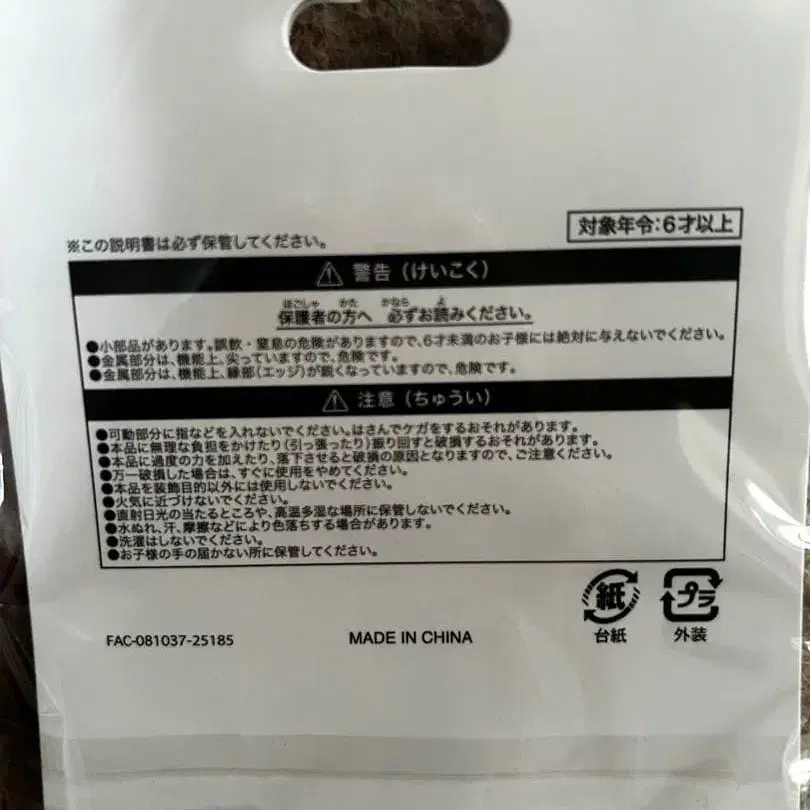 対象年令:6才以上
※この説明書は必ず保管してください。
⚠ 警告（けいこく）
ほごしゃ かた かなら よ
保護者の方へ 必ずお読みください。
●小部品があります。誤飲・窒息の危険がありますので、6才未満のお子様には絶対に与えないでください。
●金属部分は、機能上、尖っていますので、危険です。
●金属部分は、機能上、縁部（エッジ）が鋭くなっていますので、危険です。
⚠ 注意（ちゅうい）
●可動部分に指などを入れないでください。はさんでケガをするおそれがあります。
●本品に無理な負担をかけたり（引っ張ったり）振り回すと破損するおそれがあります。
●本品に過度の力を加えたり、落下させると破損の原因となりますので、ご注意ください。
●万一破損した場合は、すぐに使用をやめてください。
●本品を装飾目的以外には使用しないでください。
●火気に近づけないでください。
●直射日光の当たるところや、高温多湿な場所に保管しないでください。
●水ぬれ、汗、摩擦などにより色落ちする場合があります。
●洗濯はしないでください。
●お子様の手の届かない所に保管してください。
紙 プラ
台紙 外装
FAC-081037-25185 MADE IN CHINA